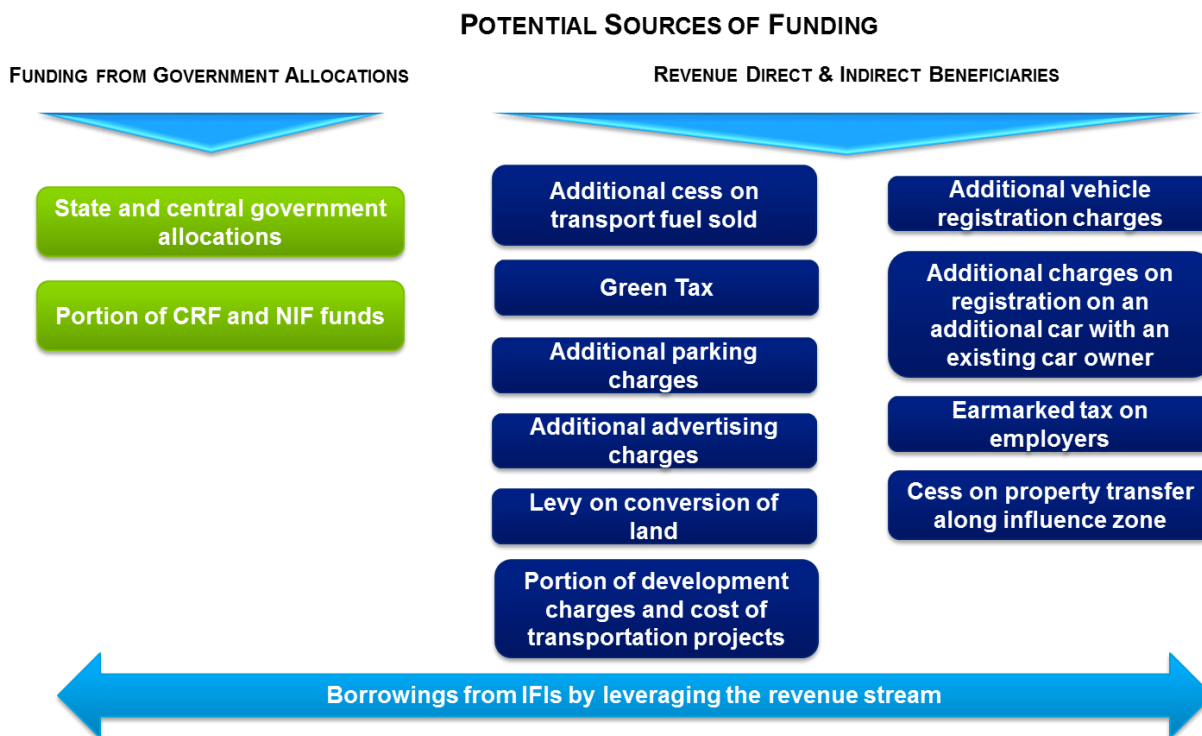 POTENTIAL SOURCES OF FUNDING
FUNDING FROM GOVERNMENT ALLOCATIONS
State and central government
allocations
Portion of CRF and NIF funds
REVENUE DIRECT & INDIRECT BENEFICIARIES
Additional cess on
transport fuel sold
Green Tax
Additional parking
charges
Additional advertising
charges
Levy on conversion of
land
Portion of development
charges and cost of
transportation projects
Additional vehicle
registration charges
Additional charges on
registration on an
additional car with an
existing car owner
Earmarked tax on
employers
Cess on property transfer
along influence zone
Borrowings from IFIs by leveraging the revenue stream